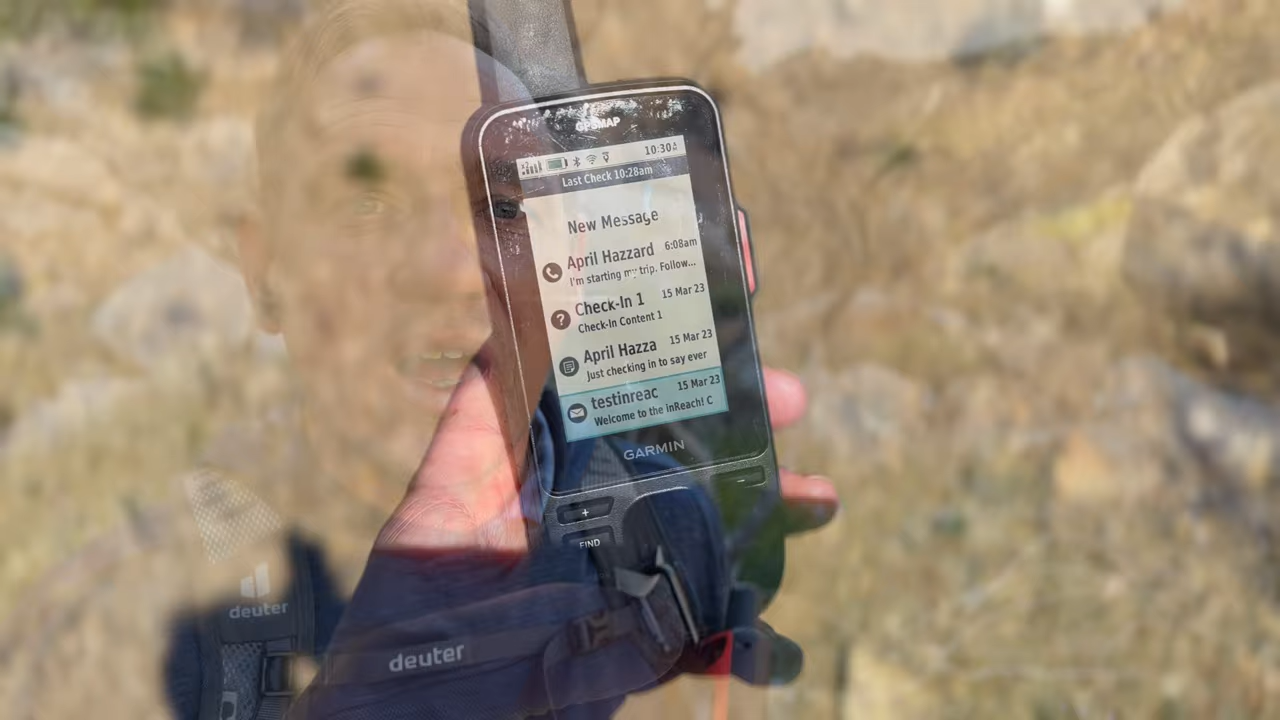 GPSMAP
10:30A
Last Check 10:28am
New Message
April Hazzard 6:08am
I'm starting my trip. Follow...
Check-In 1 15 Mar 23
Check-In Content 1
April Hazza 15 Mar 23
Just checking in to say ever
testinreac 15 Mar 23
Welcome to the inReach! C
GARMIN
+
FIND
deuter
deuter